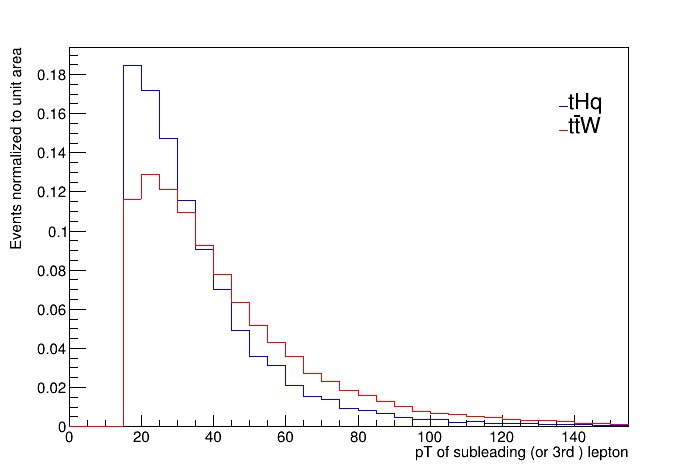 Events normalized to unit area
0.18
0.16
0.14
0.12
0.1
0.08
0.06
0.04
0.02
0
tHq
tt̄W
0 20 40 60 80 100 120 140
pT of subleading (or 3rd ) lepton